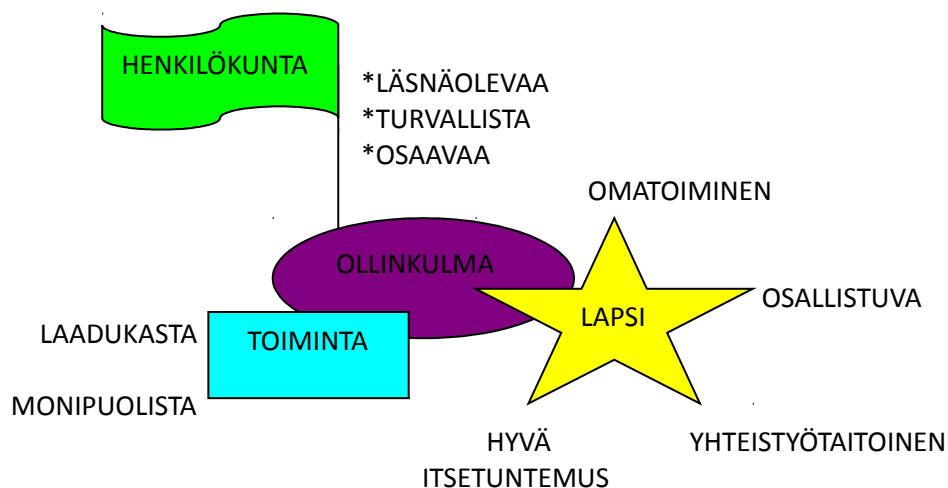 HENKILÖKUNTA
*LÄSNÄOLEVAA
*TURVALLISTA
*OSAAVAA
OMATOIMINEN
OLLINKULMA
LAPSI
OSALLISTUVA
LAADUKASTA
TOIMINTA
MONIPUOLISTA
HYVÄ
ITSETUNTEMUS
YHTEISTYÖTAITOINEN